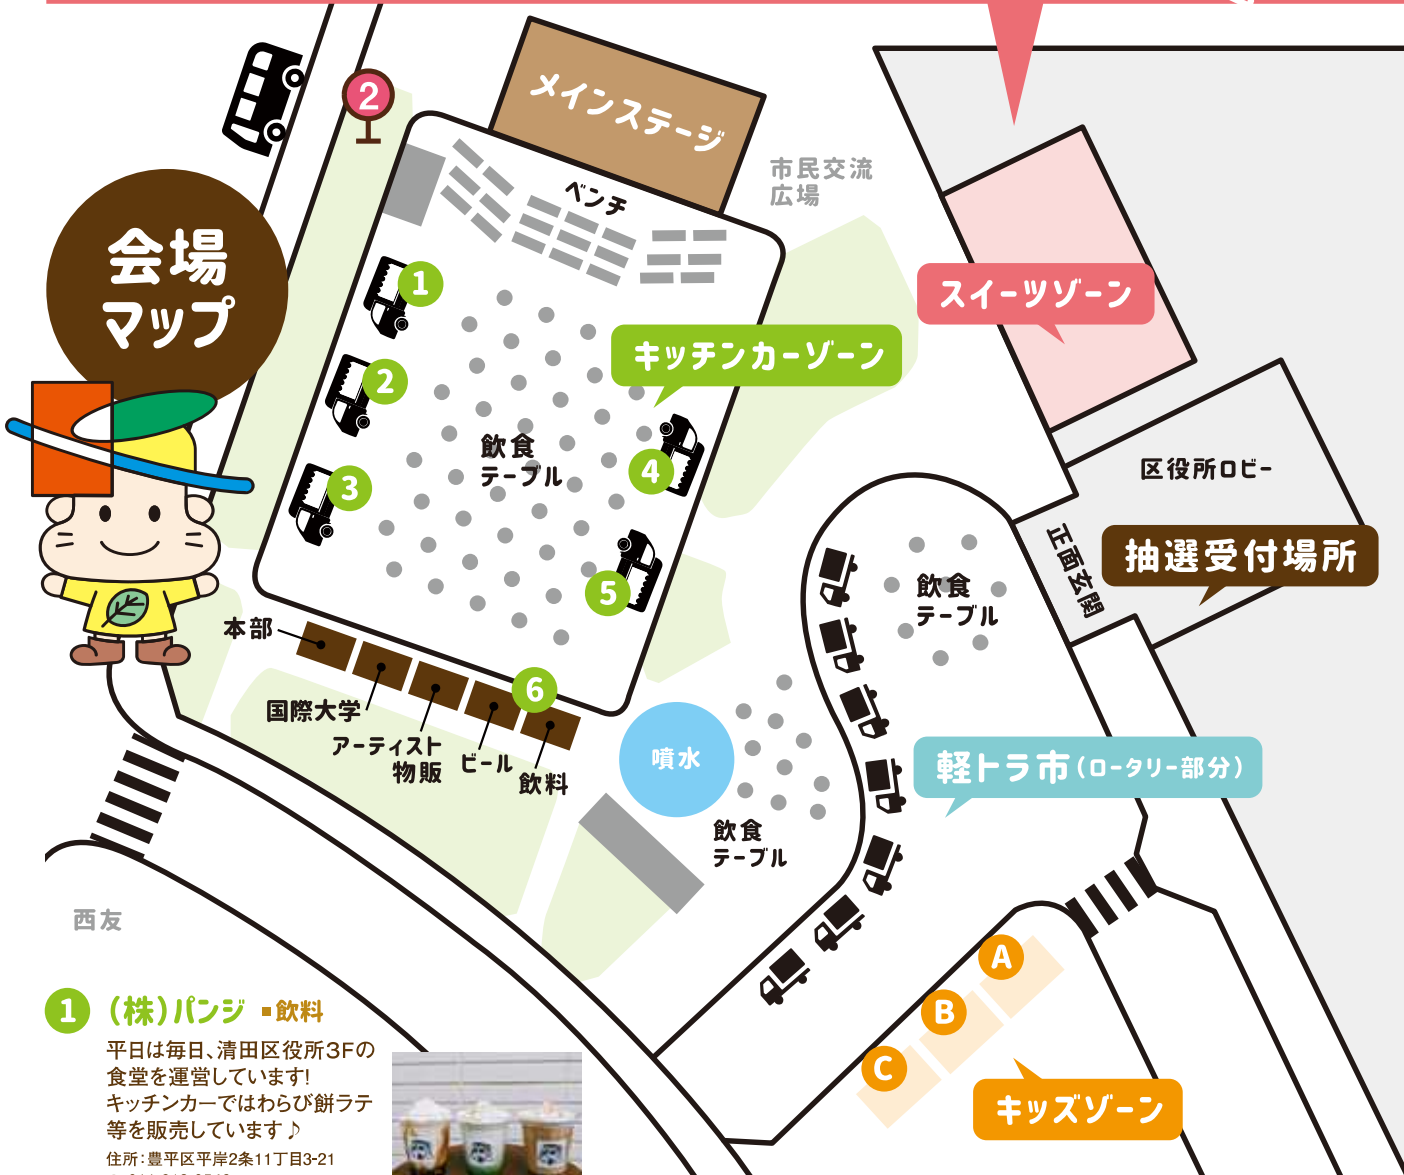 2
メインステージ
市民交流
広場
ベンチ
会場
マップ
1
スイーツゾーン
キッチンカーゾーン
2
飲食
テーブル
区役所ロビー
3
4
正面玄関
抽選受付場所
5
飲食
テーブル
本部
6
国際大学
アーティスト
物販
ビール
飲料
噴水
軽トラ市(ロータリー部分)
飲食
テーブル
西友
A
B
C
キッズゾーン
1 (株)パンジ ■飲料
平日は毎日、清田区役所3Fの
食堂を運営しています!
キッチンカーではわらび餅ラテ
等を販売しています♪
住所:豊平区平岸2条11丁目3-21